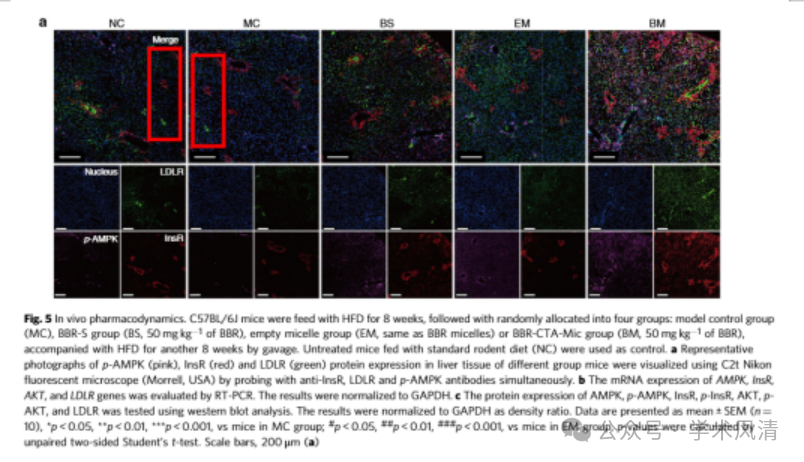 a NC MC BS EM BM
Merge
Nucleus LDLR
p-AMPK InsR
Fig. 5 In vivo pharmacodynamics. C57BL/6J mice were feed with HFD for 8 weeks, followed with randomly allocated into four groups: model control group
(MC), BBR-S group (BS, 50 mg kg⁻¹ of BBR), empty micelle group (EM, same as BBR micelles) or BBR-CTA-Mic group (BM, 50 mg kg⁻¹ of BBR),
accompanied with HFD for another 8 weeks by gavage. Untreated mice fed with standard rodent diet (NC) were used as control. a Representative
photographs of p-AMPK (pink), InsR (red) and LDLR (green) protein expression in liver tissue of different group mice were visualized using C2t Nikon
fluorescent microscope (Morrell, USA) by probing with anti-InsR, LDLR and p-AMPK antibodies simultaneously. b The mRNA expression of AMPK, InsR,
AKT, and LDLR genes was evaluated by RT-PCR. The results were normalized to GAPDH. c The protein expression of AMPK, p-AMPK, InsR, p-InsR, AKT, p-
AKT, and LDLR was tested using western blot analysis. The results were normalized to GAPDH as density ratio. Data are presented as mean ± SEM (n =
10), *p < 0.05, **p < 0.01, ***p < 0.001, vs mice in MC group; #p < 0.05, ##p < 0.01, ###p < 0.001, vs mice in EM group. p-values were calculated by
unpaired two-sided Student's t-test. Scale bars, 200 μm (a)
公众号 · 学术风清